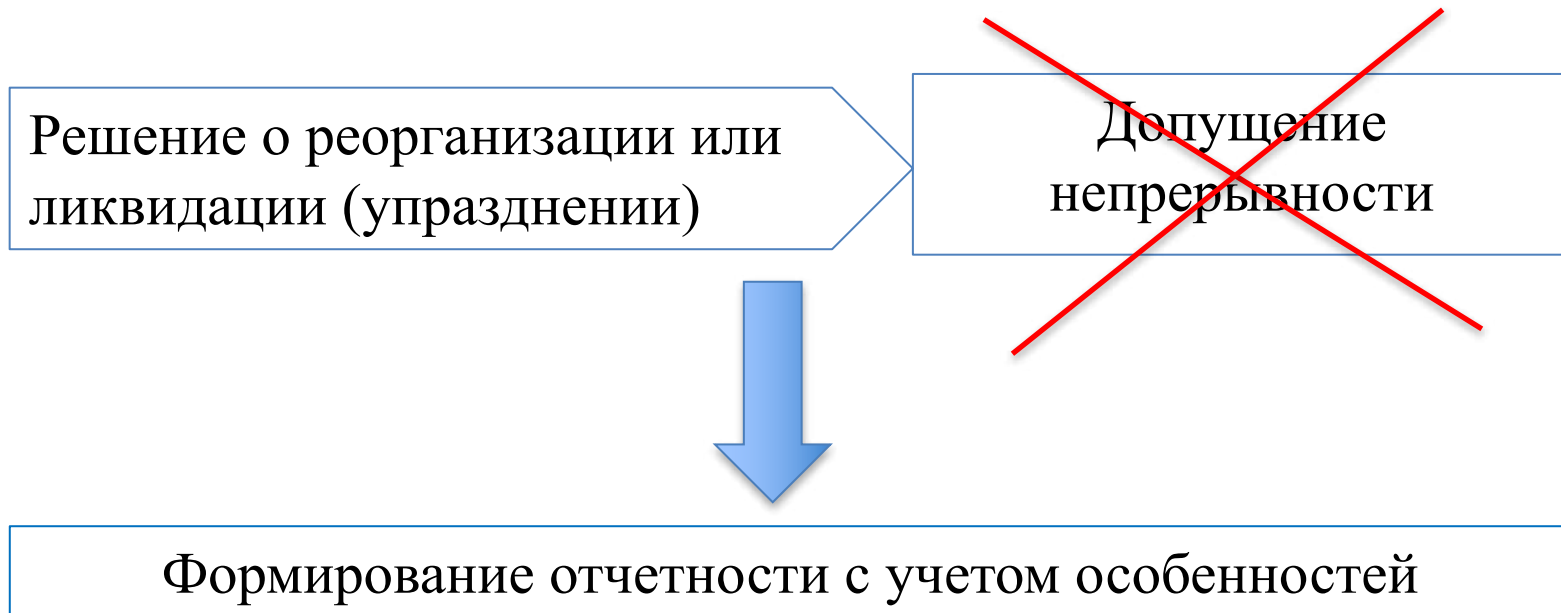 Решение о реорганизации или
ликвидации (упразднении)
Допущение
непрерывности
Формирование отчетности с учетом особенностей